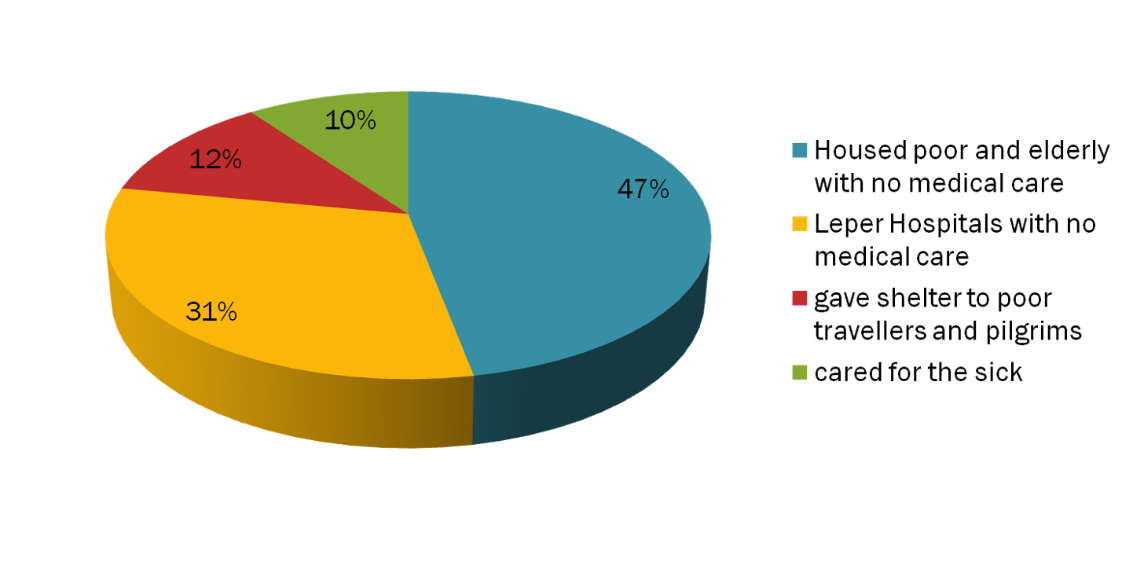 10%
12%
47%
31%
Housed poor and elderly
with no medical care
Leper Hospitals with no
medical care
gave shelter to poor
travellers and pilgrims
cared for the sick